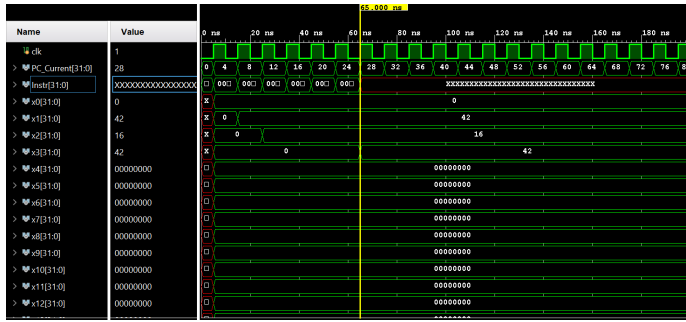 65.000 ns
Name Value 0 ns 20 ns 40 ns 60 ns 80 ns 100 ns 120 ns 140 ns 160 ns 180 ns
clk 1
> PC_Current[31:0] 28 0 4 8 12 16 20 24 28 32 36 40 44 48 52 56 60 64 68 72 76 8
> Instr[31:0] XXXXXXXXXXXXXXXX 00□ 00□ 00□ 00□ 00□ 00□ XXXXXXXXXXXXXXXXXXXXXXXXXXXXXXXX
> x0[31:0] 0 X 0
> x1[31:0] 42 X 0 42
> x2[31:0] 16 X 0 16
> x3[31:0] 42 X 0 42
> x4[31:0] 00000000 00000000
> x5[31:0] 00000000 00000000
> x6[31:0] 00000000 00000000
> x7[31:0] 00000000 00000000
> x8[31:0] 00000000 00000000
> x9[31:0] 00000000 00000000
> x10[31:0] 00000000 00000000
> x11[31:0] 00000000 00000000
> x12[31:0] 00000000 00000000